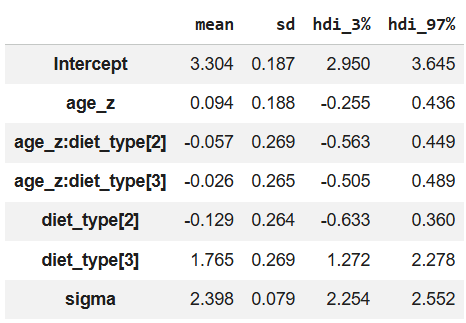 mean sd hdi_3% hdi_97%
Intercept 3.304 0.187 2.950 3.645
age_z 0.094 0.188 -0.255 0.436
age_z:diet_type[2] -0.057 0.269 -0.563 0.449
age_z:diet_type[3] -0.026 0.265 -0.505 0.489
diet_type[2] -0.129 0.264 -0.633 0.360
diet_type[3] 1.765 0.269 1.272 2.278
sigma 2.398 0.079 2.254 2.552